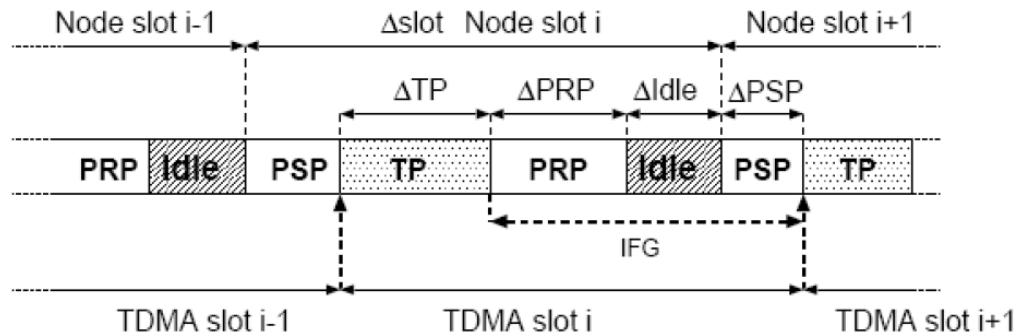 Node slot i-1 Δslot Node slot i Node slot i+1
ΔTP ΔPRP ΔIdle ΔPSP
PRP Idle PSP TP PRP Idle PSP TP
IFG
TDMA slot i-1 TDMA slot i TDMA slot i+1